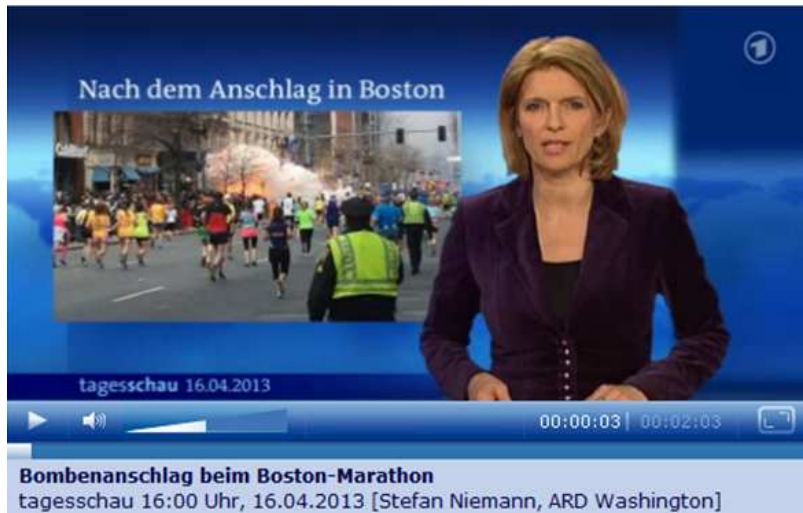 Nach dem Anschlag in Boston
tagesschau 16.04.2013
00:00:03| 00:02:03
Bombenanschlag beim Boston-Marathon
tagesschau 16:00 Uhr, 16.04.2013 [Stefan Niemann, ARD Washington]